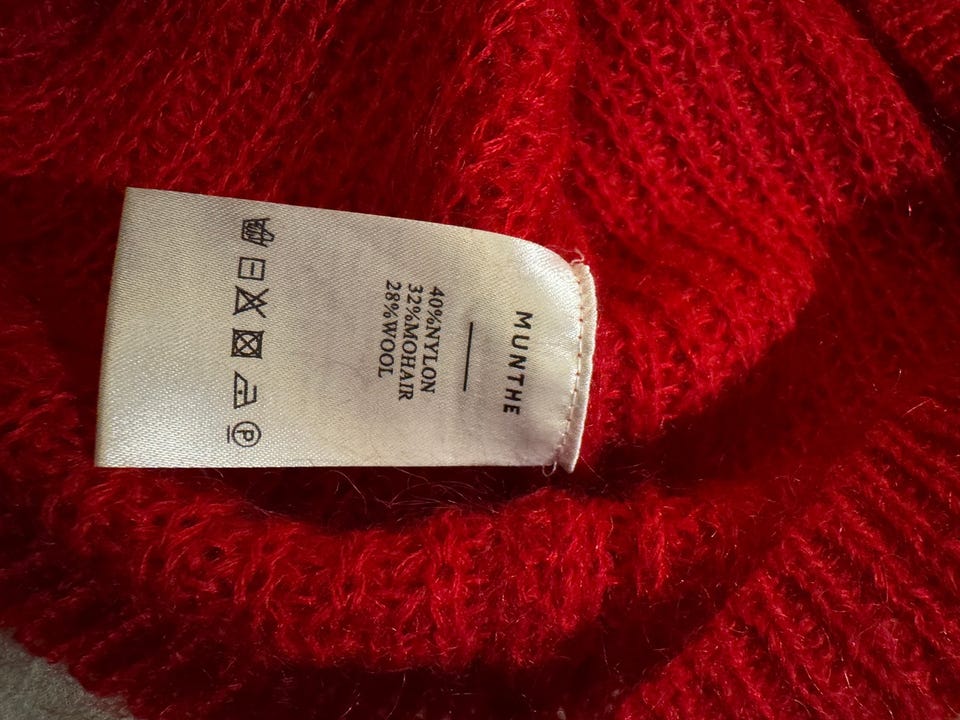 MUNTHE
40%NYLON
32%MOHAIR
28%WOOL
P